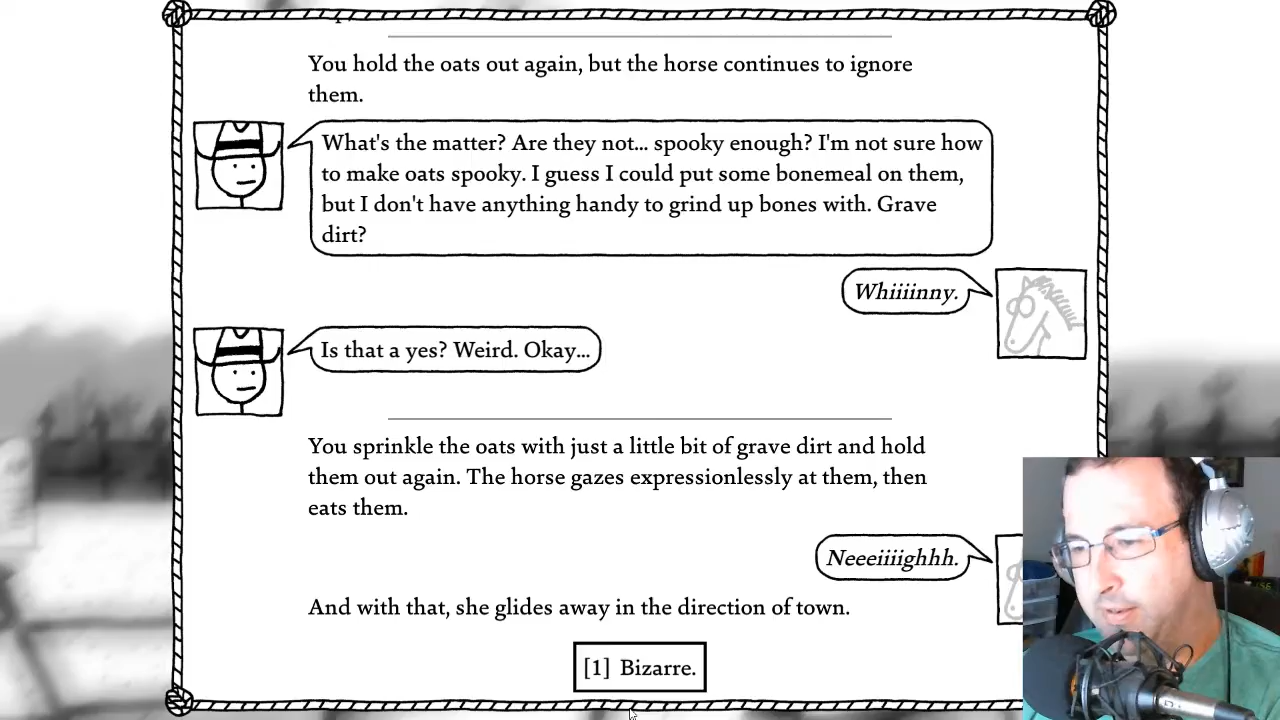 You hold the oats out again, but the horse continues to ignore
them.
What's the matter? Are they not... spooky enough? I'm not sure how
to make oats spooky. I guess I could put some bonemeal on them,
but I don't have anything handy to grind up bones with. Grave
dirt?
Whiiiinny.
Is that a yes? Weird. Okay...
You sprinkle the oats with just a little bit of grave dirt and hold
them out again. The horse gazes expressionlessly at them, then
eats them.
Neeeiiiighhh.
And with that, she glides away in the direction of town.
[1] Bizarre.